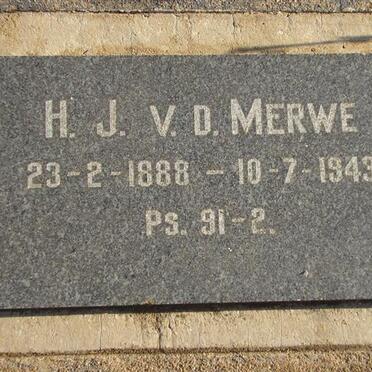 H. J. V. D. MERWE
23-2-1888 - 10-7-1943
PS. 91-2.